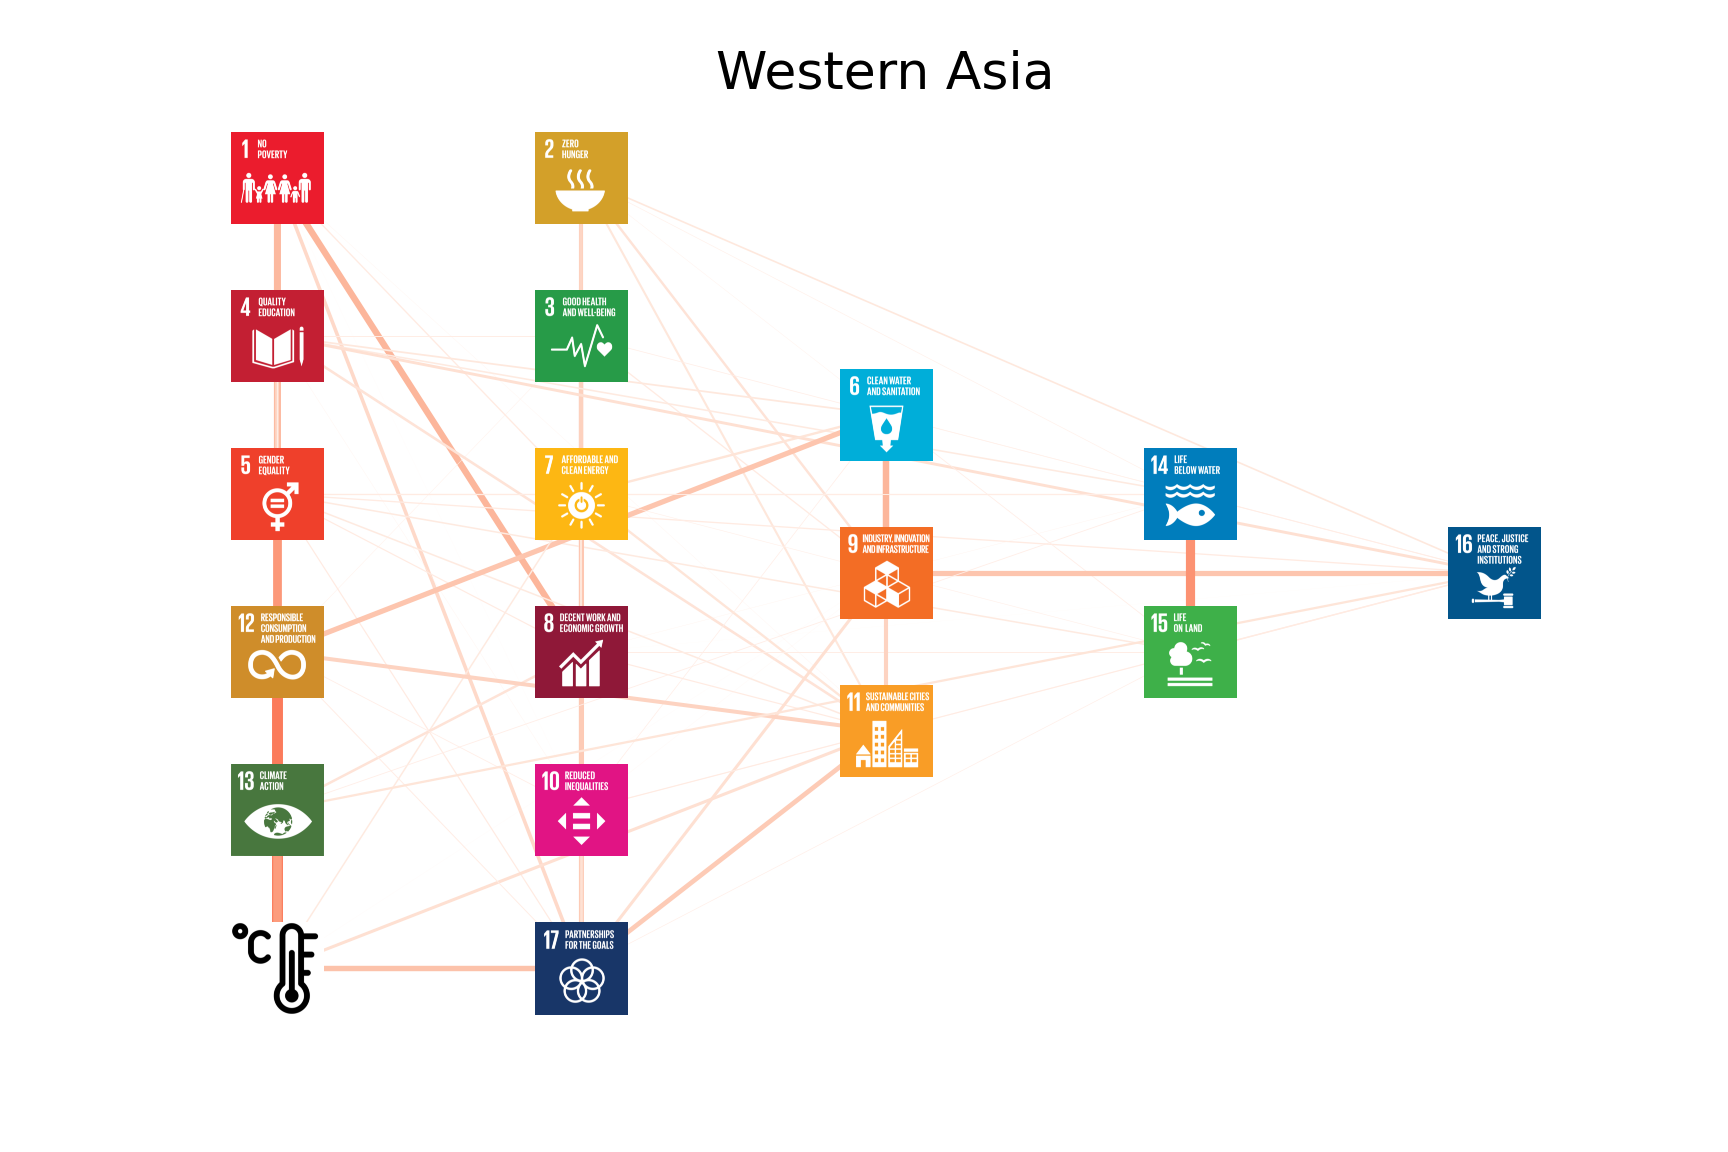 Western Asia
1 NO
POVERTY
2 ZERO
HUNGER
4 QUALITY
EDUCATION
3 GOOD HEALTH
AND WELL-BEING
6 CLEAN WATER
AND SANITATION
5 GENDER
EQUALITY
7 AFFORDABLE AND
CLEAN ENERGY
14 LIFE
BELOW WATER
9 INDUSTRY, INNOVATION
AND INFRASTRUCTURE
16 PEACE, JUSTICE
AND STRONG
INSTITUTIONS
12 RESPONSIBLE
CONSUMPTION
AND PRODUCTION
8 DECENT WORK AND
ECONOMIC GROWTH
15 LIFE
ON LAND
11 SUSTAINABLE CITIES
AND COMMUNITIES
13 CLIMATE
ACTION
10 REDUCED
INEQUALITIES
°C
17 PARTNERSHIPS
FOR THE GOALS